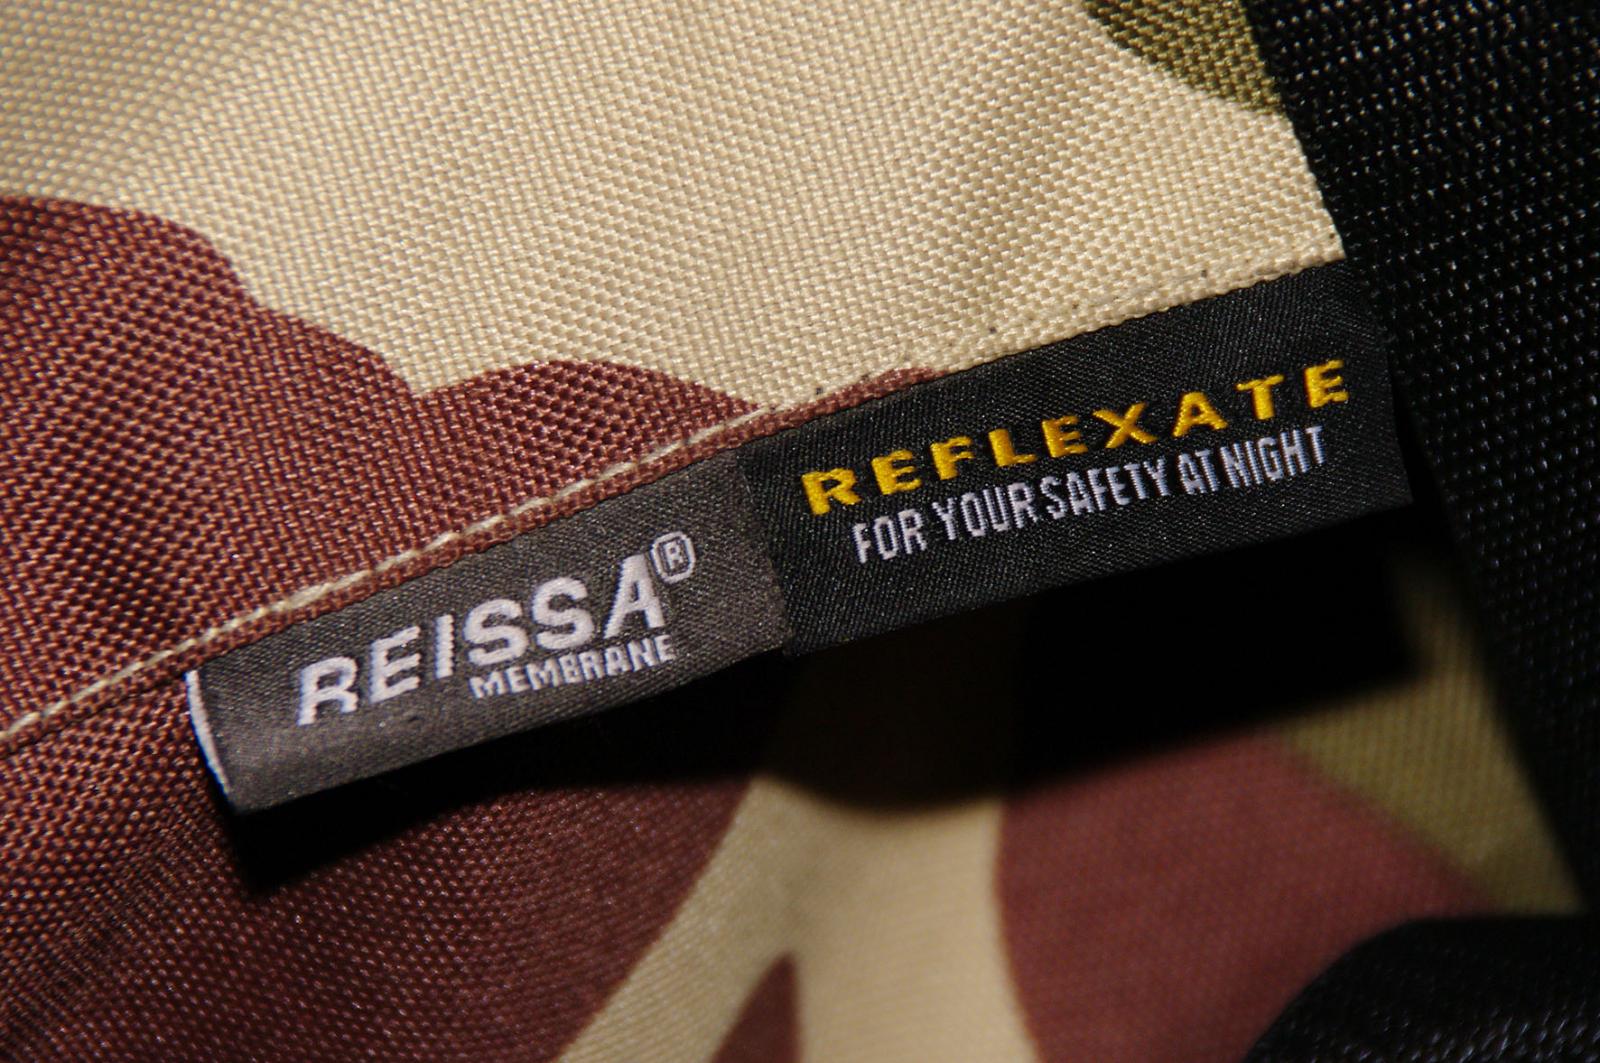 REISSA®
MEMBRANE
REFLEXATE
FOR YOUR SAFETY AT NIGHT